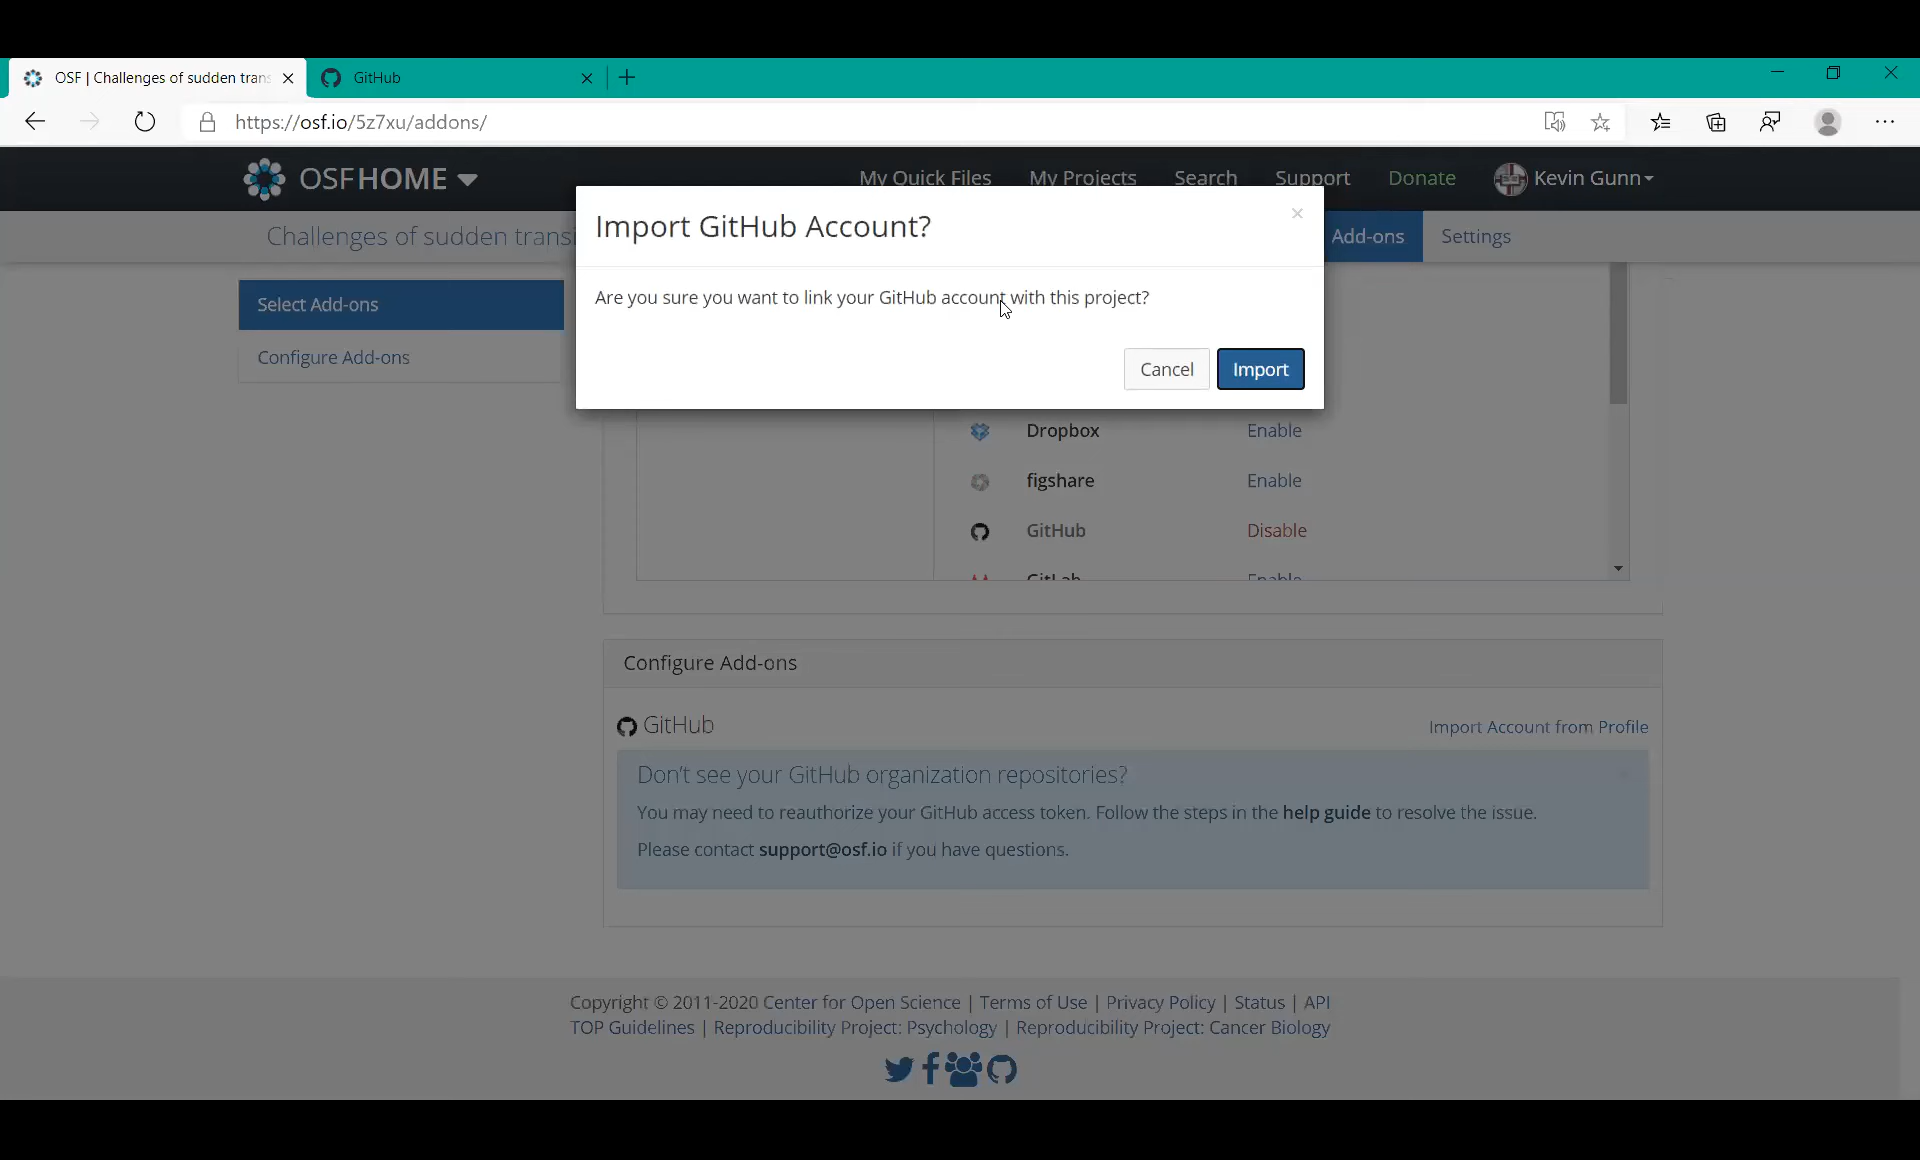 OSF | Challenges of sudden trans
GitHub
https://osf.io/5z7xu/addons/
OSFHOME
My Quick Files
My Projects
Search
Support
Donate
Kevin Gunn
Challenges of sudden transi
Add-ons
Settings
Import GitHub Account?
Are you sure you want to link your GitHub account with this project?
Cancel
Import
Select Add-ons
Configure Add-ons
Dropbox
Enable
figshare
Enable
GitHub
Disable
GitLab
Enable
Configure Add-ons
GitHub
Import Account from Profile
Don't see your GitHub organization repositories?
You may need to reauthorize your GitHub access token. Follow the steps in the help guide to resolve the issue.
Please contact support@osf.io if you have questions.
Copyright © 2011-2020 Center for Open Science | Terms of Use | Privacy Policy | Status | API
TOP Guidelines | Reproducibility Project: Psychology | Reproducibility Project: Cancer Biology